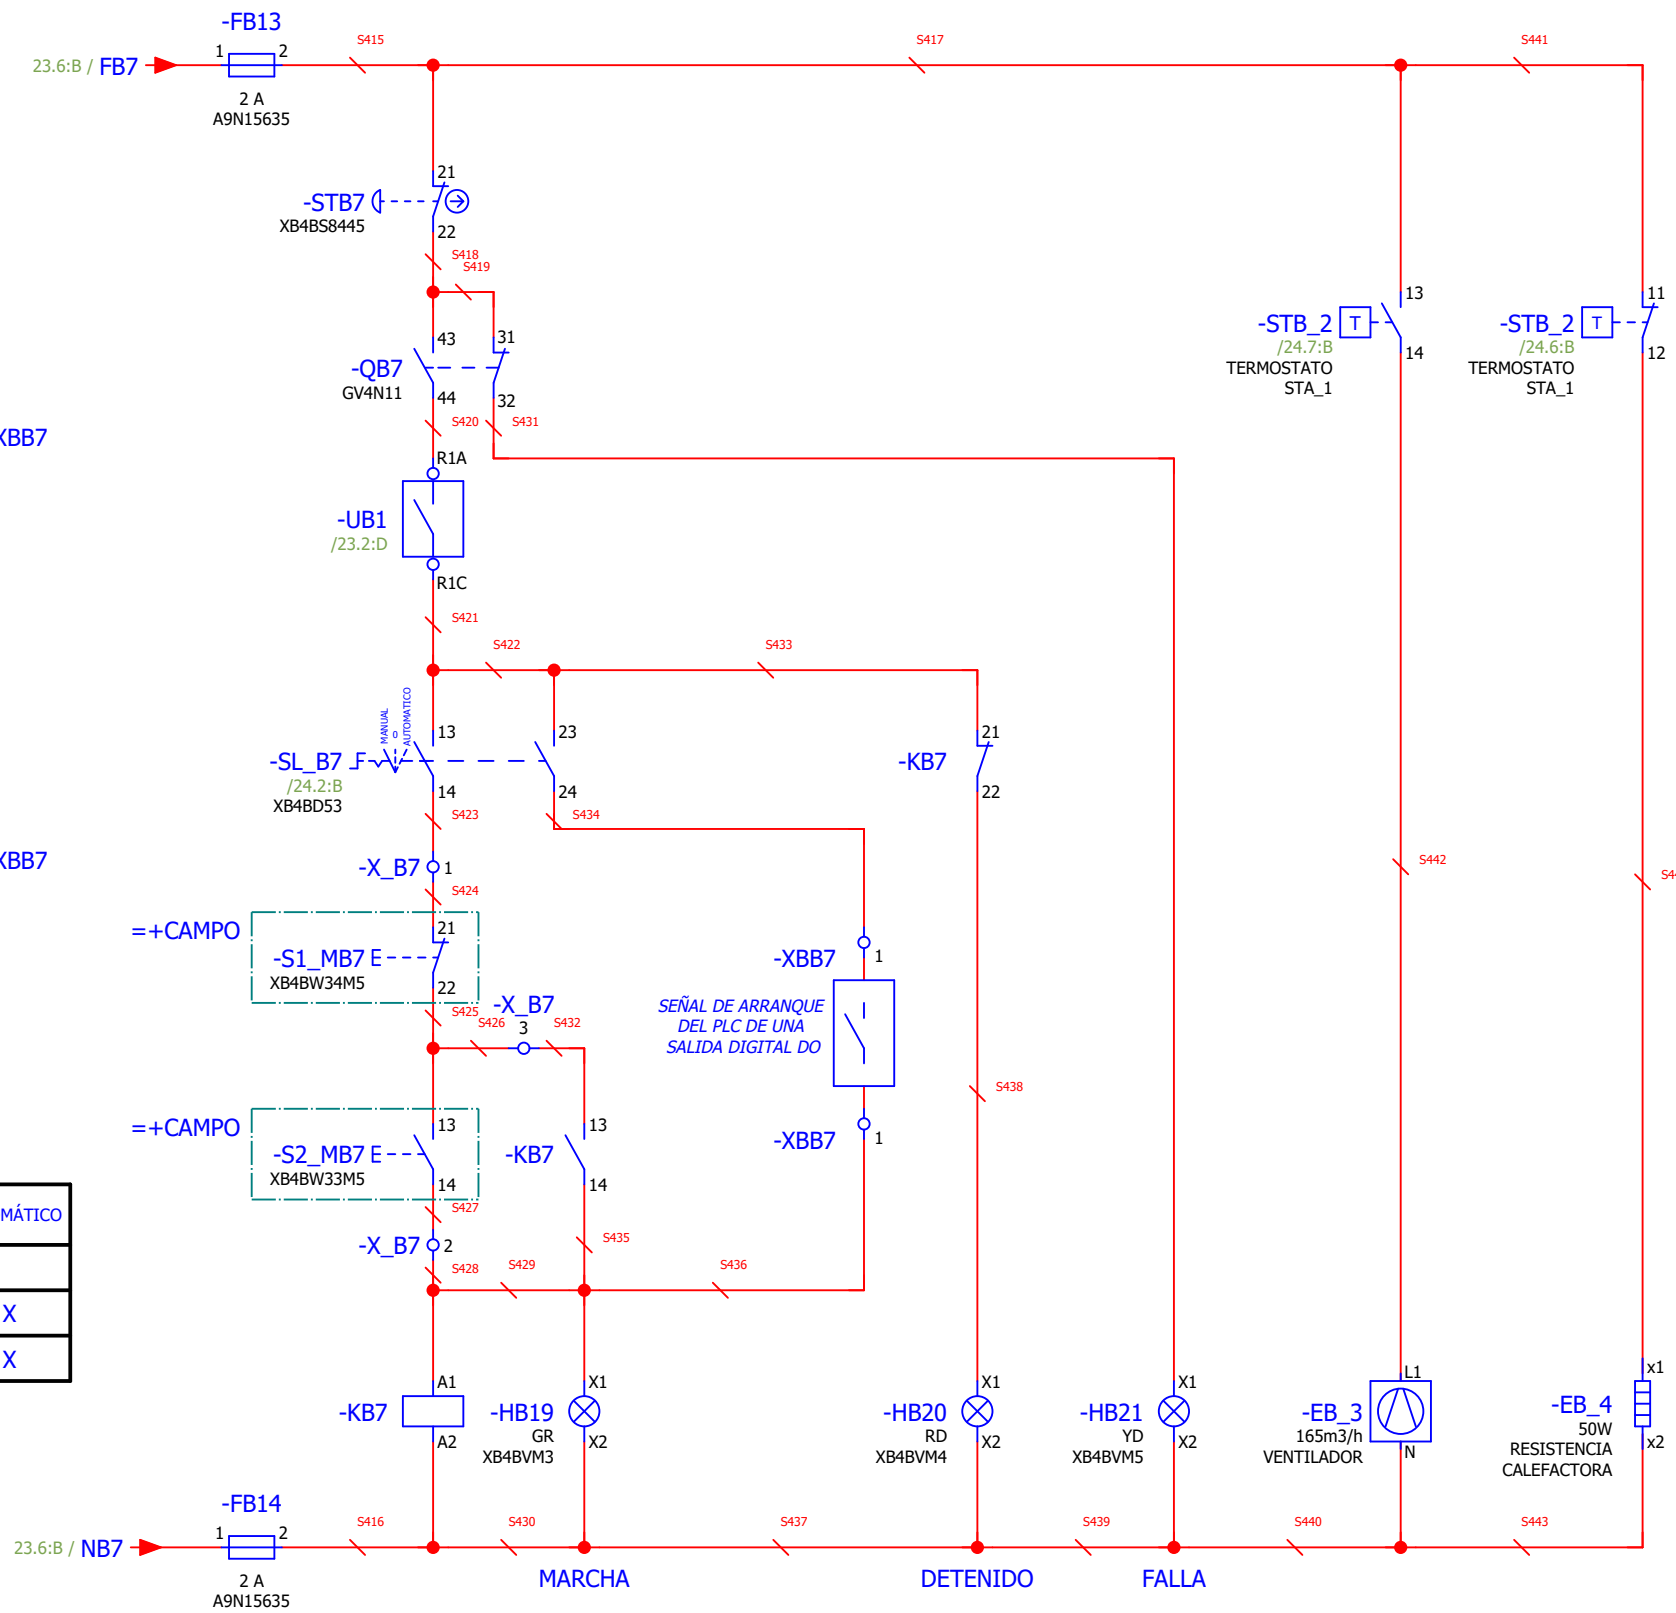 -FB13
1 2
23.6:B / FB7
2 A
A9N15635
S415
S417
S441
21
-STB7
XB4BS8445
22
S418
S419
43
31
-QB7
GV4N11
44
32
S420
S431
XBB7
R1A
-UB1
/23.2:D
R1C
S421
S422
S433
MANUAL
0
AUTOMATICO
13
23
-SL_B7
/24.2:B
XB4BD53
14
24
S423
S434
21
-KB7
22
13
-STB_2
T
/24.7:B
14
TERMOSTATO
STA_1
11
-STB_2
T
/24.6:B
12
TERMOSTATO
STA_1
XBB7
-X_B7
1
S424
S442
S44
=+CAMPO
21
-S1_MB7
XB4BW34M5
22
S425
S426
-X_B7
3
S432
-XBB7
1
SEÑAL DE ARRANQUE
DEL PLC DE UNA
SALIDA DIGITAL DO
S438
=+CAMPO
13
-S2_MB7
XB4BW33M5
14
S427
13
-KB7
14
-XBB7
1
MÁTICO
X
X
-X_B7
2
S428
S429
S435
S436
A1
-KB7
A2
X1
-HB19
GR
XB4BVM3
X2
X1
-HB20
RD
XB4BVM4
X2
X1
-HB21
YD
XB4BVM5
X2
L1
-EB_3
165m3/h
VENTILADOR
N
x1
-EB_4
50W
x2
RESISTENCIA
CALEFACTORA
-FB14
1 2
23.6:B / NB7
2 A
A9N15635
S416
S430
S437
S439
S440
S443
MARCHA
DETENIDO
FALLA